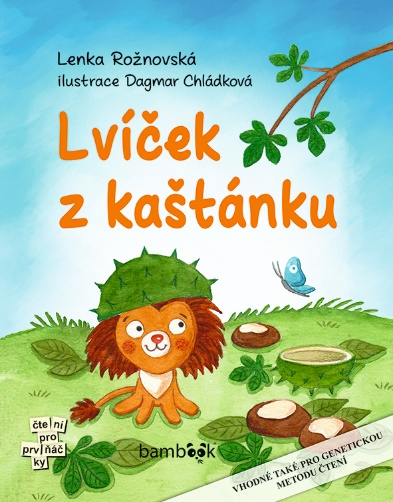 Lenka Rožnovská
ilustrace Dagmar Chládková
Lvíček
z kaštánku
čte|ní
pro
prv|ňáč
ky
bambook
VHODNÉ TAKÉ PRO GENETICKOU
METODU ČTENÍ